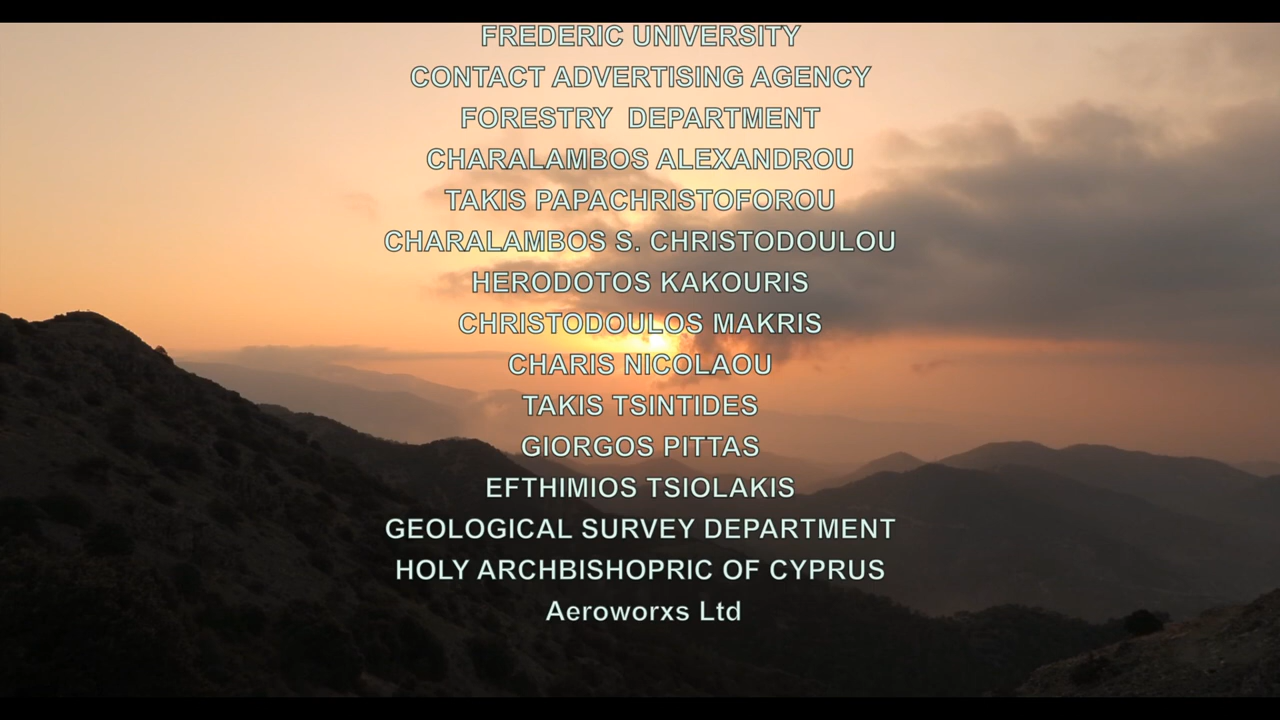 FREDERIC UNIVERSITY
CONTACT ADVERTISING AGENCY
FORESTRY  DEPARTMENT
CHARALAMBOS ALEXANDROU
TAKIS PAPACHRISTOFOROU
CHARALAMBOS S. CHRISTODOULOU
HERODOTOS KAKOURIS
CHRISTODOULOS MAKRIS
CHARIS NICOLAOU
TAKIS TSINTIDES
GIORGOS PITTAS
EFTHIMIOS TSIOLAKIS
GEOLOGICAL SURVEY DEPARTMENT
HOLY ARCHBISHOPRIC OF CYPRUS
Aeroworxs Ltd